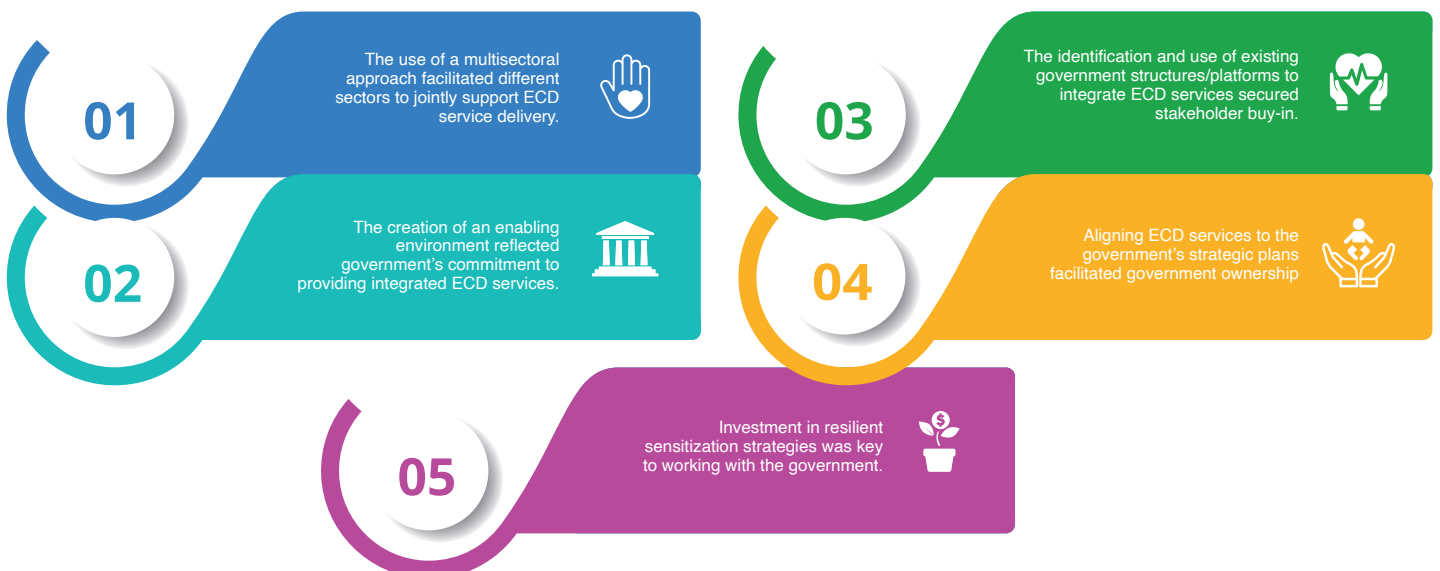 01
The use of a multisectoral
approach facilitated different
sectors to jointly support ECD
service delivery.
02
The creation of an enabling
environment reflected
government’s commitment to
providing integrated ECD services.
03
The identification and use of existing
government structures/platforms to
integrate ECD services secured
stakeholder buy-in.
04
Aligning ECD services to the
government’s strategic plans
facilitated government ownership
05
Investment in resilient
sensitization strategies was key
to working with the government.
$